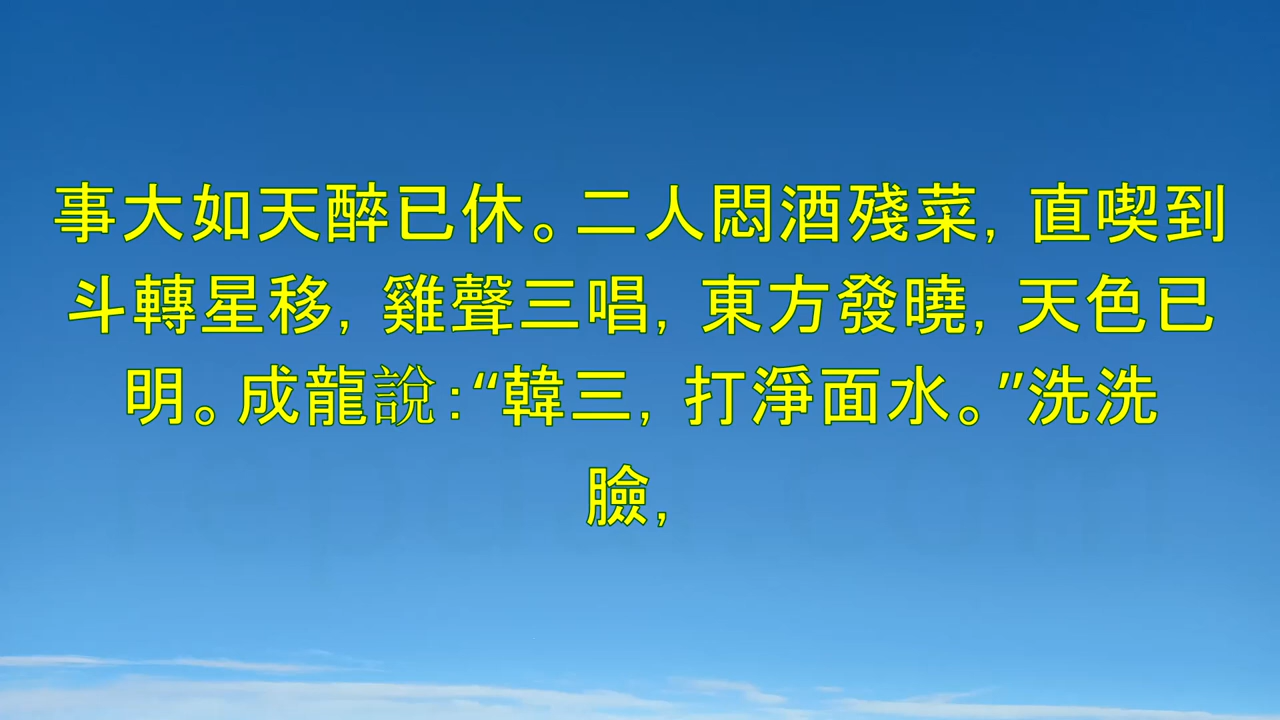 事大如天醉已休。二人悶酒殘菜，直喫到
斗轉星移，雞聲三唱，東方發曉，天色已
明。成龍說：“韓三，打淨面水。”洗洗
臉，